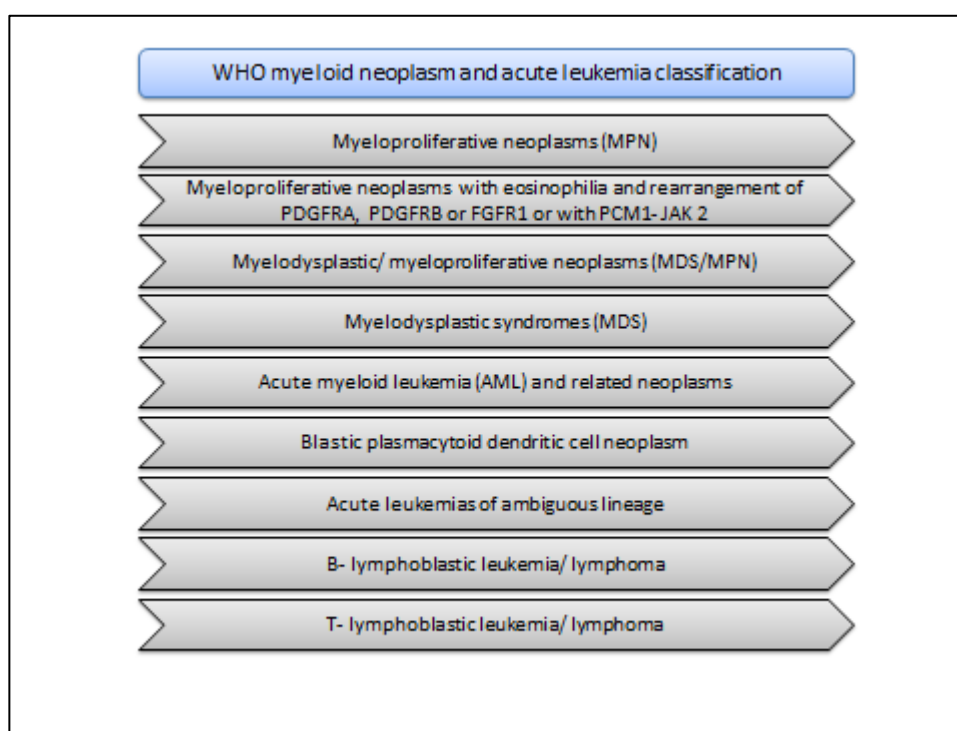 WHO myeloid neoplasm and acute leukemia classification
Myeloproliferative neoplasms (MPN)
Myeloproliferative neoplasms with eosinophilia and rearrangement of
PDGFRA, PDGFRB or FGFR1 or with PCM1- JAK 2
Myelodysplastic/ myeloproliferative neoplasms (MDS/MPN)
Myelodysplastic syndromes (MDS)
Acute myeloid leukemia (AML) and related neoplasms
Blastic plasmacytoid dendritic cell neoplasm
Acute leukemias of ambiguous lineage
B- lymphoblastic leukemia/ lymphoma
T- lymphoblastic leukemia/ lymphoma